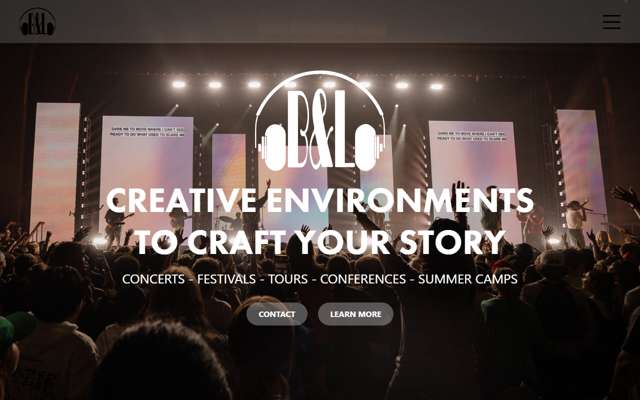 B&L
B&L
CREATIVE ENVIRONMENTS
TO CRAFT YOUR STORY
CONCERTS - FESTIVALS - TOURS - CONFERENCES - SUMMER CAMPS
CONTACT
LEARN MORE